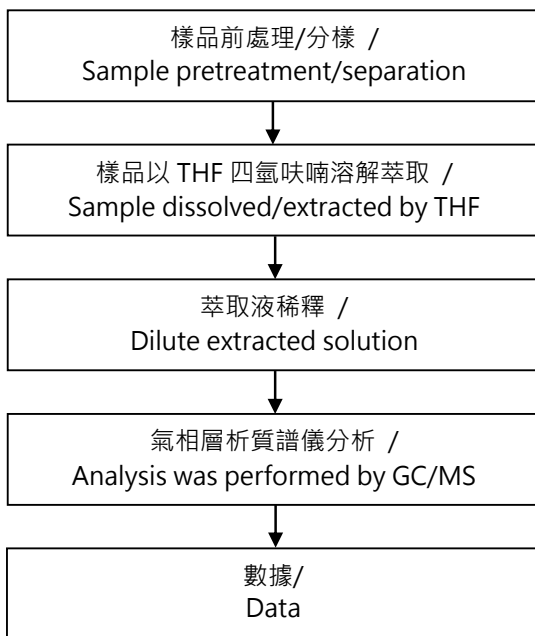 樣品前處理/分樣 /
Sample pretreatment/separation
樣品以 THF 四氫呋喃溶解萃取 /
Sample dissolved/extracted by THF
萃取液稀釋 /
Dilute extracted solution
氣相層析質譜儀分析 /
Analysis was performed by GC/MS
數據/
Data